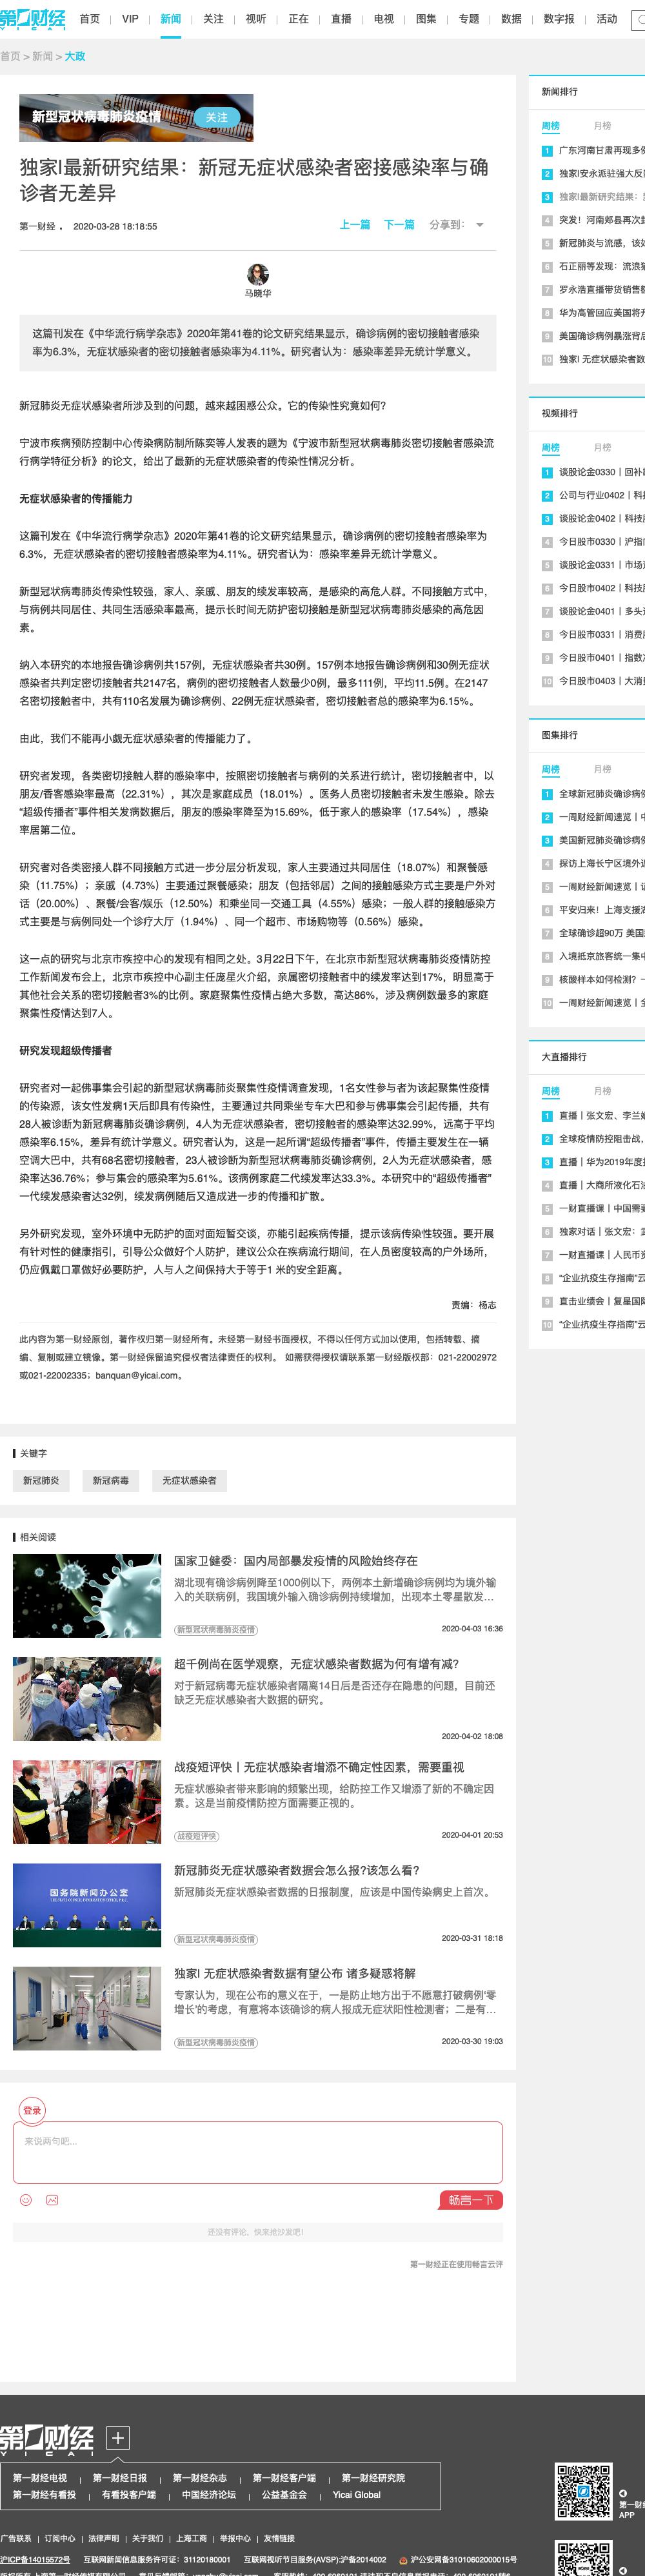 第一财经
YICAI
首页 | VIP | 新闻 | 关注 | 视听 | 正在 | 直播 | 电视 | 图集 | 专题 | 数据 | 数字报 | 活动
首页 > 新闻 > 大政
新型冠状病毒肺炎疫情
关注
独家|最新研究结果：新冠无症状感染者密接感染率与确
诊者无差异
第一财经 . 2020-03-28 18:18:55
上一篇 下一篇 分享到：
马晓华
这篇刊发在《中华流行病学杂志》2020年第41卷的论文研究结果显示，确诊病例的密切接触者感染
率为6.3%，无症状感染者的密切接触者感染率为4.11%。研究者认为：感染率差异无统计学意义。
新冠肺炎无症状感染者所涉及到的问题，越来越困惑公众。它的传染性究竟如何？
宁波市疾病预防控制中心传染病防制所陈奕等人发表的题为《宁波市新型冠状病毒肺炎密切接触者感染流
行病学特征分析》的论文，给出了最新的无症状感染者的传染性情况分析。
无症状感染者的传播能力
这篇刊发在《中华流行病学杂志》2020年第41卷的论文研究结果显示，确诊病例的密切接触者感染率为
6.3%，无症状感染者的密切接触者感染率为4.11%。研究者认为：感染率差异无统计学意义。
新型冠状病毒肺炎传染性较强，家人、亲戚、朋友的续发率较高，是感染的高危人群。不同接触方式中，
与病例共同居住、共同生活感染率最高，提示长时间无防护密切接触是新型冠状病毒肺炎感染的高危因
素。
纳入本研究的本地报告确诊病例共157例，无症状感染者共30例。157例本地报告确诊病例和30例无症状
感染者共判定密切接触者共2147名，病例的密切接触者人数最少0例，最多111例，平均11.5例。在2147
名密切接触者中，共有110名发展为确诊病例、22例无症状感染者，密切接触者总的感染率为6.15%。
由此，我们不能再小觑无症状感染者的传播能力了。
研究者发现，各类密切接触人群的感染率中，按照密切接触者与病例的关系进行统计，密切接触者中，以
朋友/香客感染率最高（22.31%），其次是家庭成员（18.01%）。医务人员密切接触者未发生感染。除去
“超级传播者”事件相关发病数据后，朋友的感染率降至为15.69%，低于家人的感染率（17.54%），感染
率居第二位。
研究者对各类密接人群不同接触方式进一步分层分析发现，家人主要通过共同居住（18.07%）和聚餐感
染（11.75%）；亲戚（4.73%）主要通过聚餐感染；朋友（包括邻居）之间的接触感染方式主要是户外对
话（20.00%）、聚餐/会客/娱乐（12.50%）和乘坐同一交通工具（4.55%）感染；一般人群的接触感染方
式主要是与病例同处一个诊疗大厅（1.94%）、同一个超市、市场购物等（0.56%）感染。
这一点的研究与北京市疾控中心的发现有相同之处。3月22日下午，在北京市新型冠状病毒肺炎疫情防控
工作新闻发布会上，北京市疾控中心副主任庞星火介绍，亲属密切接触者中的续发率达到17%，明显高于
其他社会关系的密切接触者3%的比例。家庭聚集性疫情占绝大多数，高达86%，涉及病例数最多的家庭
聚集性疫情达到7人。
研究发现超级传播者
研究者对一起佛事集会引起的新型冠状病毒肺炎聚集性疫情调查发现，1名女性参与者为该起聚集性疫情
的传染源，该女性发病1天后即具有传染性，主要通过共同乘坐专车大巴和参与佛事集会引起传播，共有
28人被诊断为新冠病毒肺炎确诊病例，4人为无症状感染者，密切接触者的感染率达32.99%，远高于平均
感染率6.15%，差异有统计学意义。研究者认为，这是一起所谓“超级传播者”事件，传播主要发生在一辆
空调大巴中，共有68名密切接触者，23人被诊断为新型冠状病毒肺炎确诊病例，2人为无症状感染者，感
染率达36.76%；参与集会的感染率为5.61%。该病例家庭二代续发率达33.3%。本研究中的“超级传播者”
一代续发感染者达32例，续发病例随后又造成进一步的传播和扩散。
另外研究发现，室外环境中无防护的面对面短暂交谈，亦能引起疾病传播，提示该病传染性较强。要开展
有针对性的健康指引，引导公众做好个人防护，建议公众在疾病流行期间，在人员密度较高的户外场所，
仍应佩戴口罩做好必要防护，人与人之间保持大于等于1 米的安全距离。
责编：杨志
此内容为第一财经原创，著作权归第一财经所有。未经第一财经书面授权，不得以任何方式加以使用，包括转载、摘
编、复制或建立镜像。第一财经保留追究侵权者法律责任的权利。 如需获得授权请联系第一财经版权部：021-22002972
或021-22002335；banquan@yicai.com。
关键字
新冠肺炎 新冠病毒 无症状感染者
相关阅读
国家卫健委：国内局部暴发疫情的风险始终存在
湖北现有确诊病例降至1000例以下，两例本土新增确诊病例均为境外输
入的关联病例，我国境外输入确诊病例持续增加，出现本土零星散发…
新型冠状病毒肺炎疫情 2020-04-03 16:36
超千例尚在医学观察，无症状感染者数据为何有增有减？
对于新冠病毒无症状感染者隔离14日后是否还存在隐患的问题，目前还
缺乏无症状感染者大数据的研究。
2020-04-02 18:08
战疫短评快丨无症状感染者增添不确定性因素，需要重视
无症状感染者带来影响的频繁出现，给防控工作又增添了新的不确定因
素。这是当前疫情防控方面需要正视的。
战疫短评快 2020-04-01 20:53
国务院新闻办公室
新冠肺炎无症状感染者数据会怎么报?该怎么看?
新冠肺炎无症状感染者数据的日报制度，应该是中国传染病史上首次。
新型冠状病毒肺炎疫情 2020-03-31 18:18
独家| 无症状感染者数据有望公布 诸多疑惑将解
专家认为，现在公布的意义在于，一是防止地方出于不愿意打破病例‘零
增长’的考虑，有意将本该确诊的病人报成无症状阳性检测者；二是有…
新型冠状病毒肺炎疫情 2020-03-30 19:03
登录
来说两句吧...
畅言一下
还没有评论，快来抢沙发吧！
第一财经正在使用畅言云评
新闻排行
周榜 月榜
1 广东河南甘肃再现多例
2 独家|安永派驻强大反
3 独家|最新研究结果：
4 突发！河南郏县再次
5 新冠肺炎与流感，该如
6 石正丽等发现：流浪
7 罗永浩直播带货销售
8 华为高管回应美国将
9 美国确诊病例暴涨背后
10 独家| 无症状感染者数
视频排行
周榜 月榜
1 谈股论金0330丨回补
2 公司与行业0402丨科
3 谈股论金0402丨科技
4 今日股市0330丨沪指
5 谈股论金0331丨市场
6 今日股市0402丨科技
7 谈股论金0401丨多头
8 今日股市0331丨消费
9 今日股市0401丨指数
10 今日股市0403丨大消
图集排行
周榜 月榜
1 全球新冠肺炎确诊病例
2 一周财经新闻速览丨中
3 美国新冠肺炎确诊病例
4 探访上海长宁区境外
5 一周财经新闻速览丨
6 平安归来！上海支援
7 全球确诊超90万 美国
8 入境抵京旅客统一集中
9 核酸样本如何检测？
10 一周财经新闻速览丨全
大直播排行
周榜 月榜
1 直播丨张文宏、李兰娟
2 全球疫情防控阻击战，
3 直播丨华为2019年度
4 直播丨大商所液化石
5 一财直播课丨中国需
6 独家对话丨张文宏：
7 一财直播课丨人民币
8 “企业抗疫生存指南”云
9 直击业绩会丨复星国际
10 “企业抗疫生存指南”云
第一财经
YICAI
第一财经电视 | 第一财经日报 | 第一财经杂志 | 第一财经客户端 | 第一财经研究院
第一财经有看投 | 有看投客户端 | 中国经济论坛 | 公益基金会 | Yicai Global
第一财经
APP
广告联系 | 订阅中心 | 法律声明 | 关于我们 | 上海工商 | 举报中心 | 友情链接
沪ICP备14015572号 互联网新闻信息服务许可证：31120180001 互联网视听节目服务(AVSP):沪备2014002 沪公安网备31010602000015号